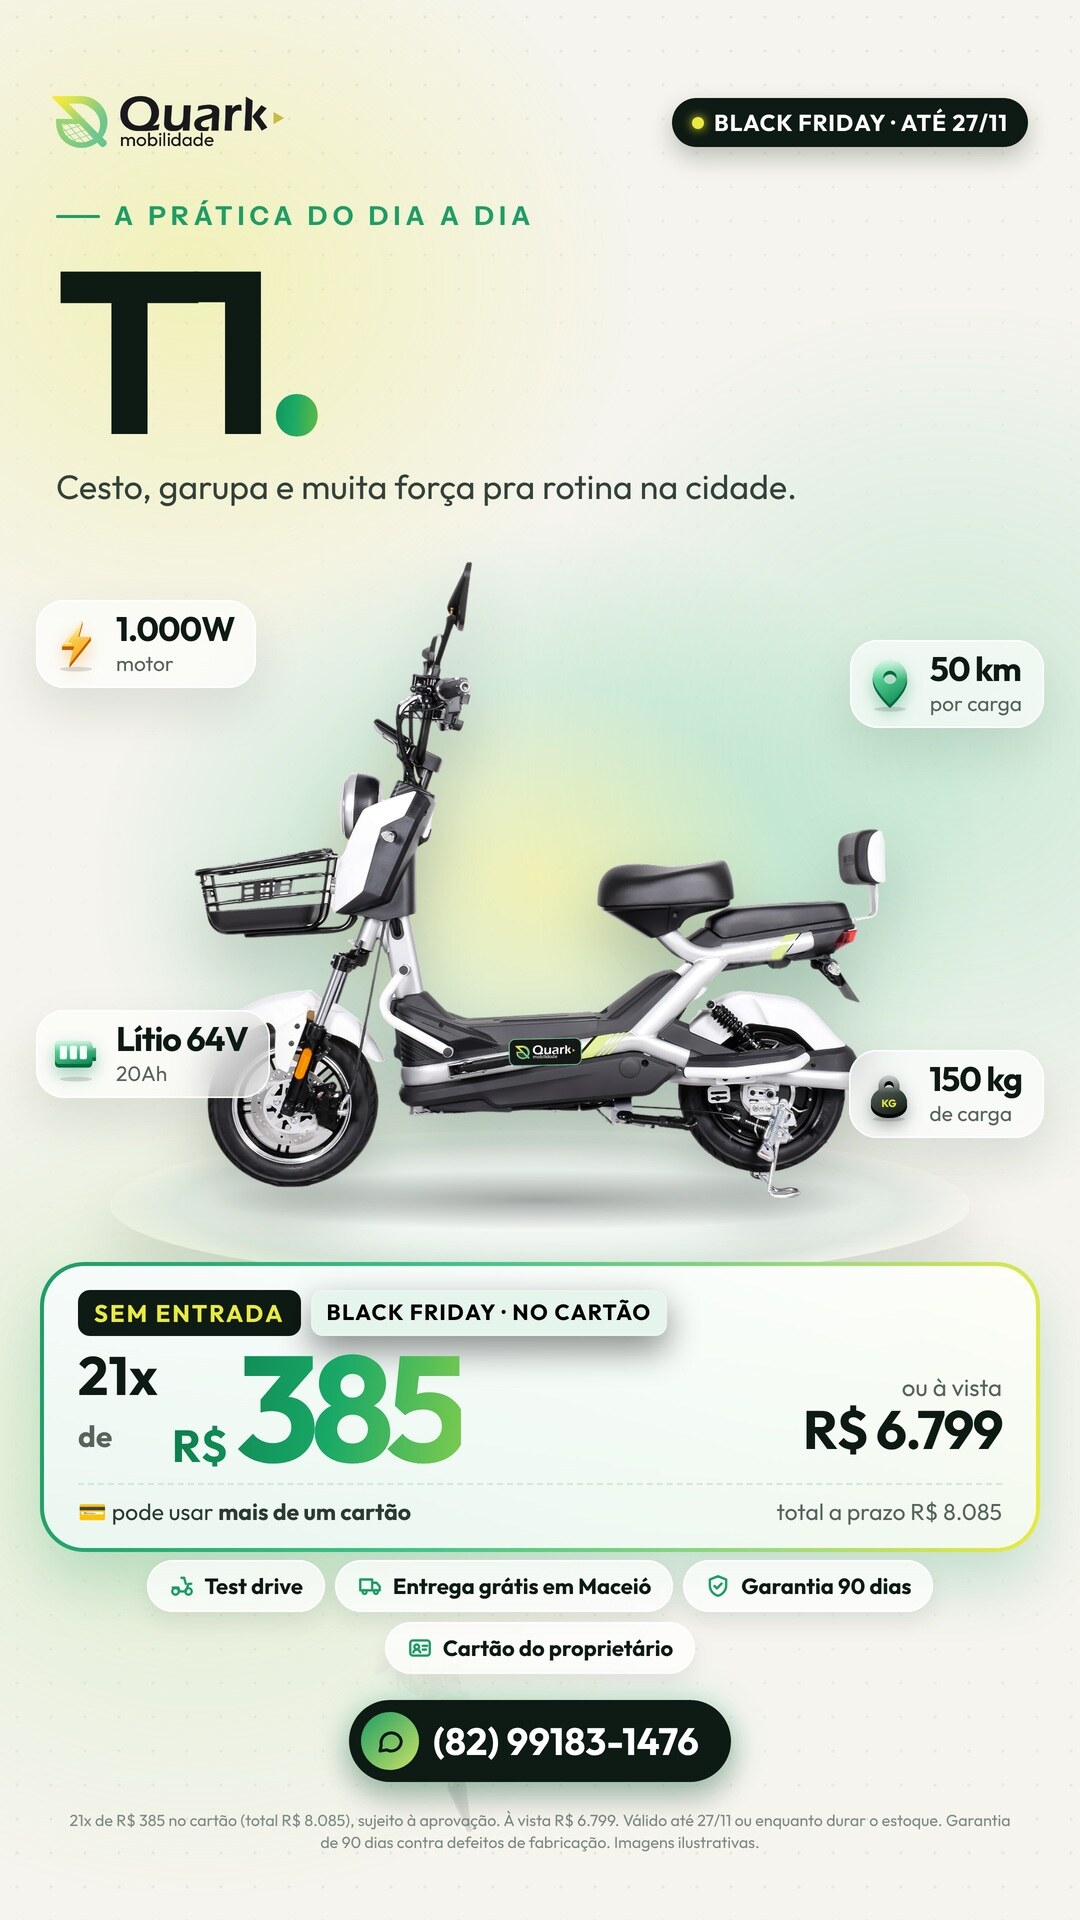 Quark
mobilidade
BLACK FRIDAY · ATÉ 27/11
A PRÁTICA DO DIA A DIA
T1.
Cesto, garupa e muita força pra rotina na cidade.
1.000W
motor
50 km
por carga
Lítio 64V
20Ah
Quark
mobilidade
150 kg
de carga
KG
SEM ENTRADA
BLACK FRIDAY · NO CARTÃO
21x
de
R$ 385
ou à vista
R$ 6.799
pode usar mais de um cartão
total a prazo R$ 8.085
Test drive
Entrega grátis em Maceió
Garantia 90 dias
Cartão do proprietário
(82) 99183-1476
21x de R$ 385 no cartão (total R$ 8.085), sujeito à aprovação. À vista R$ 6.799. Válido até 27/11 ou enquanto durar o estoque. Garantia
de 90 dias contra defeitos de fabricação. Imagens ilustrativas.